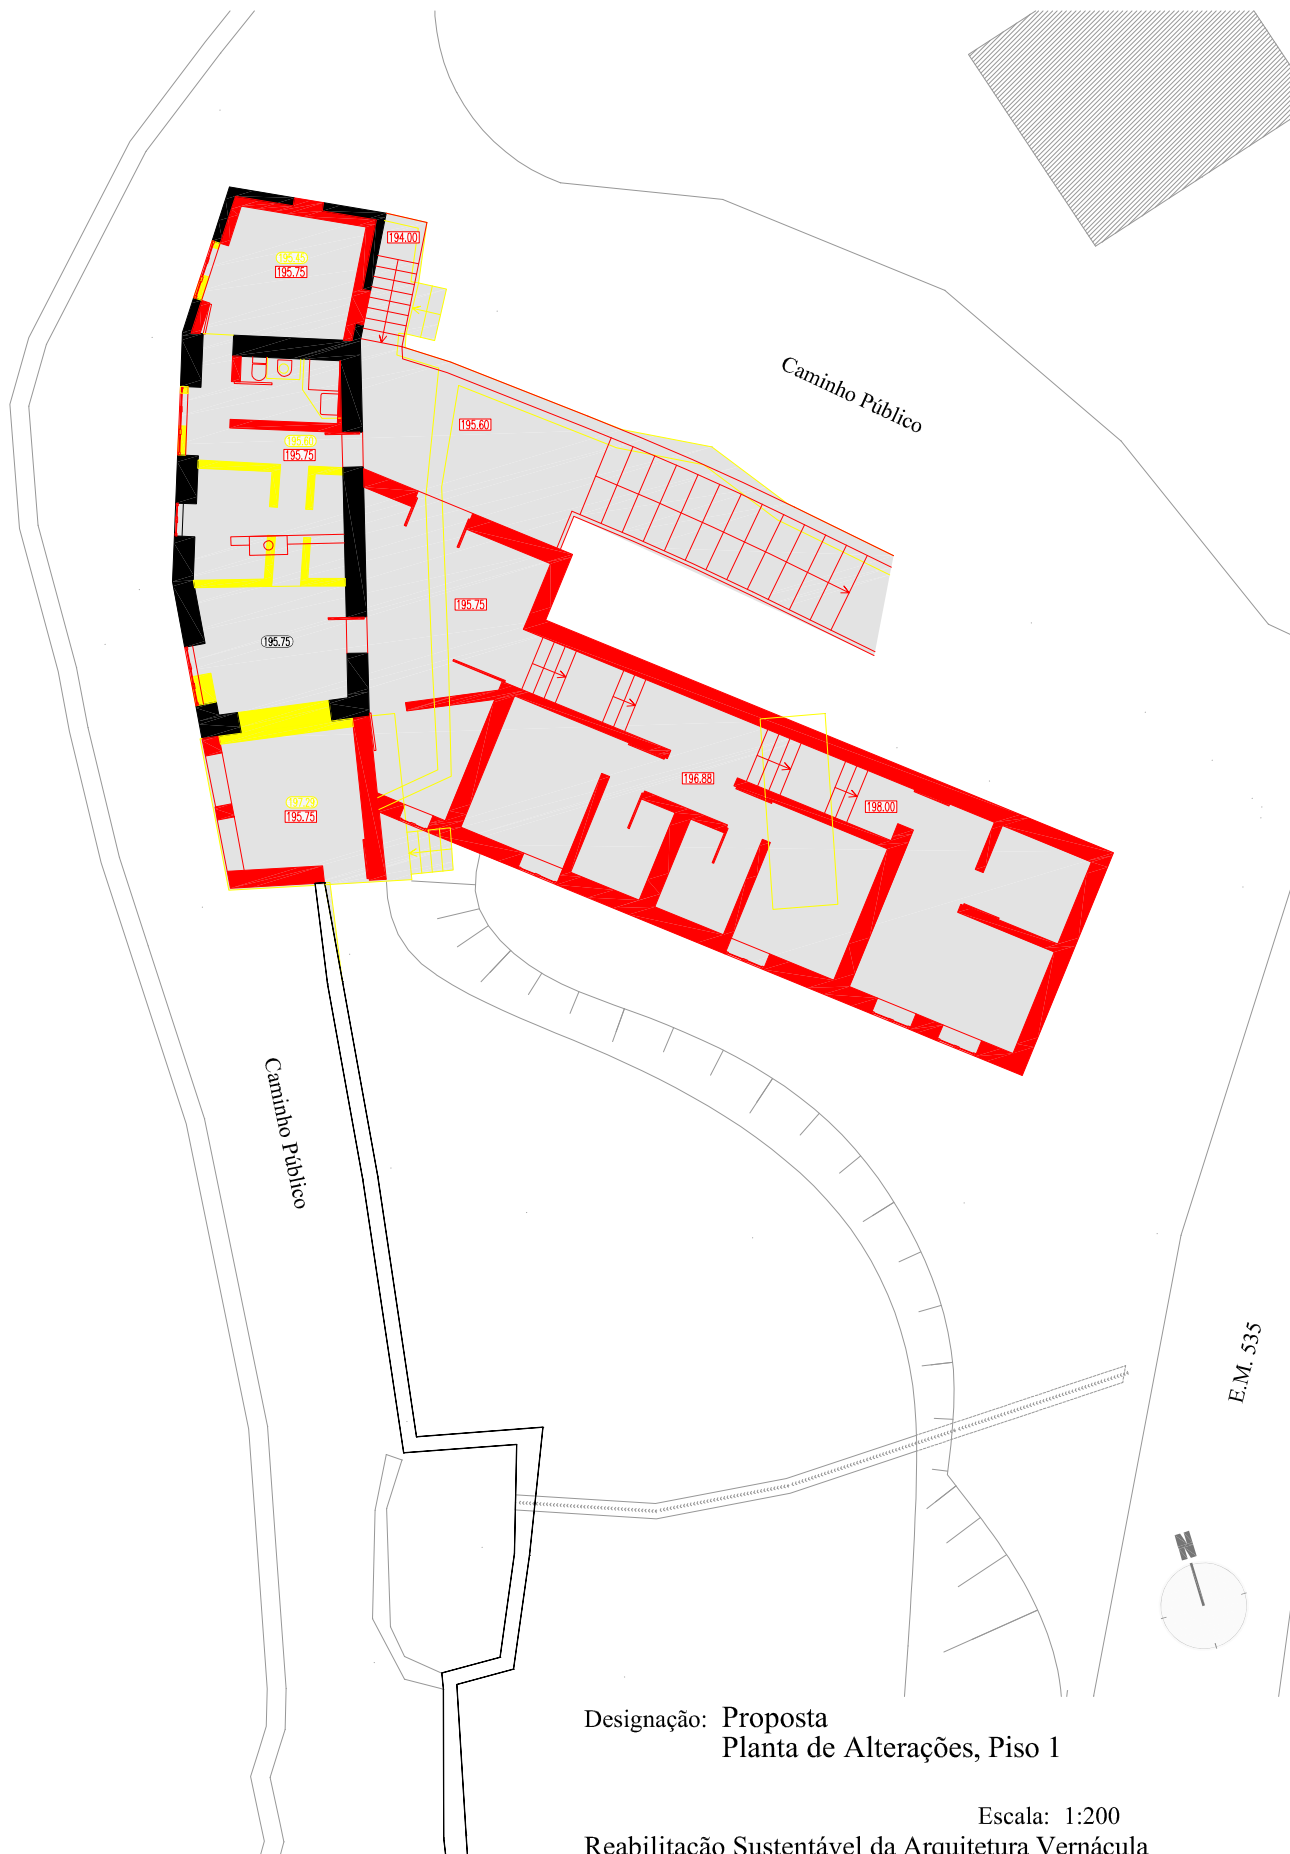 194.00
195.75
Caminho Público
195.60
195.75
195.75
195.75
196.88
198.00
195.75
Caminho Público
E.M. 535
N
Designação: Proposta
Planta de Alterações, Piso 1
Escala: 1:200
Reabilitação Sustentável da Arquitetura Vernácula